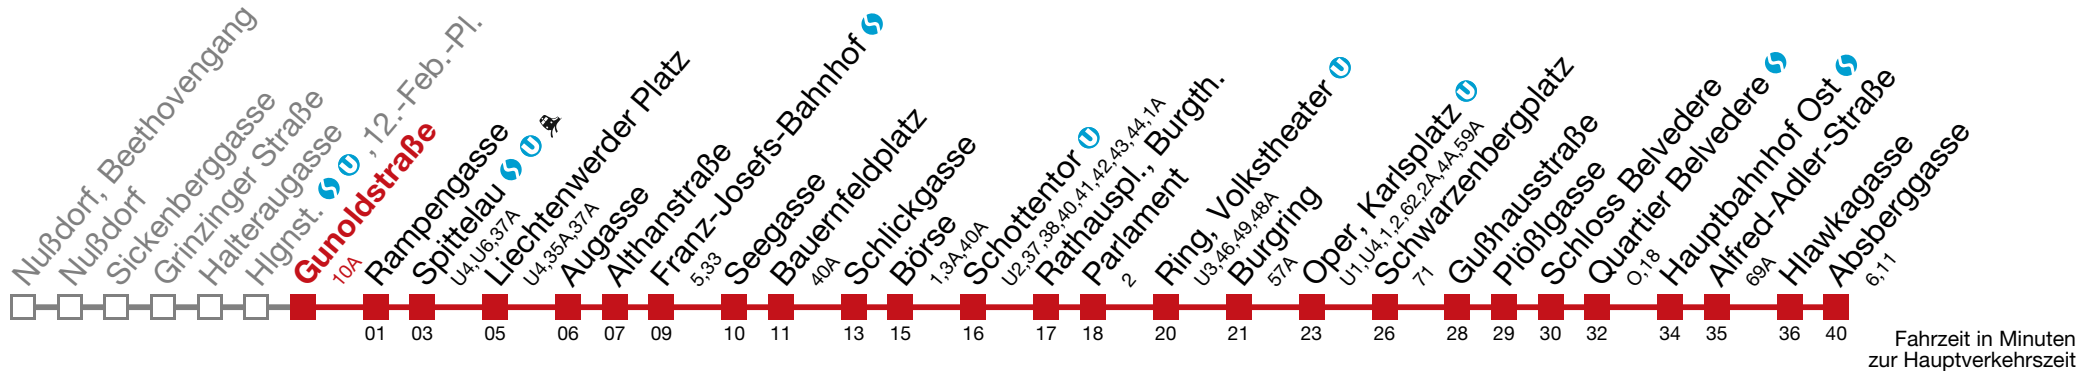 Nußdorf, Beethovengang
Nußdorf
Sickenberggasse
Grinzinger Straße
Halteraugasse
Hlgnst. S U , 12.-Feb.-Pl.
Gunoldstraße
10A
Rampengasse
Spittelau S U
U4,U6,37A
Liechtenwerder Platz
U4,35A,37A
Augasse
Althanstraße
Franz-Josefs-Bahnhof S
5,33
Seegasse
Bauernfeldplatz
40A
Schlickgasse
Börse
1,3A,40A
Schottentor U
U2,37,38,40,41,42,43,44,1A
Rathauspl., Burgth.
Parlament
2
Ring, Volkstheater U
U3,46,49,48A
Burgring
57A
Oper, Karlsplatz U
U1,U4,1,2,62,2A,4A,59A
Schwarzenbergplatz
71
Gußhausstraße
Plößlgasse
Schloss Belvedere
Quartier Belvedere S
O,18
Hauptbahnhof Ost S
Alfred-Adler-Straße
69A
Hlawkagasse
Absberggasse
6,11
01 03 05 06 07 09 10 11 13 15 16 17 18 20 21 23 26 28 29 30 32 34 35 36 40
Fahrzeit in Minuten
zur Hauptverkehrszeit